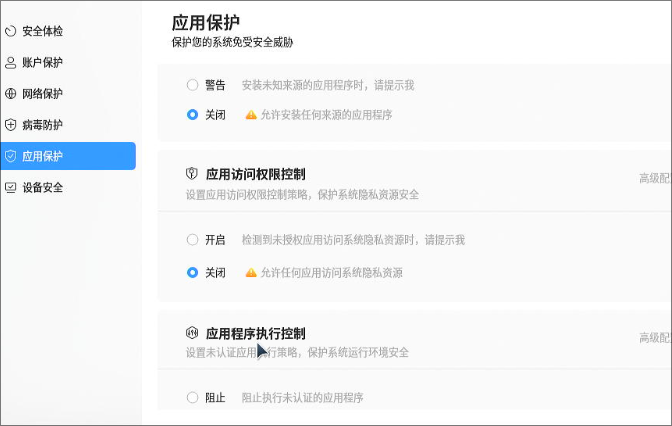 安全体检
账户保护
网络保护
病毒防护
应用保护
设备安全
应用保护
保护您的系统免受安全威胁
警告 安装未知来源的应用程序时，请提示我
关闭 允许安装任何来源的应用程序
应用访问权限控制
高级配
设置应用访问权限控制策略，保护系统隐私资源安全
开启 检测到未授权应用访问系统隐私资源时，请提示我
关闭 允许任何应用访问系统隐私资源
应用程序执行控制
高级配
设置未认证应用执行策略，保护系统运行环境安全
阻止 阻止执行未认证的应用程序